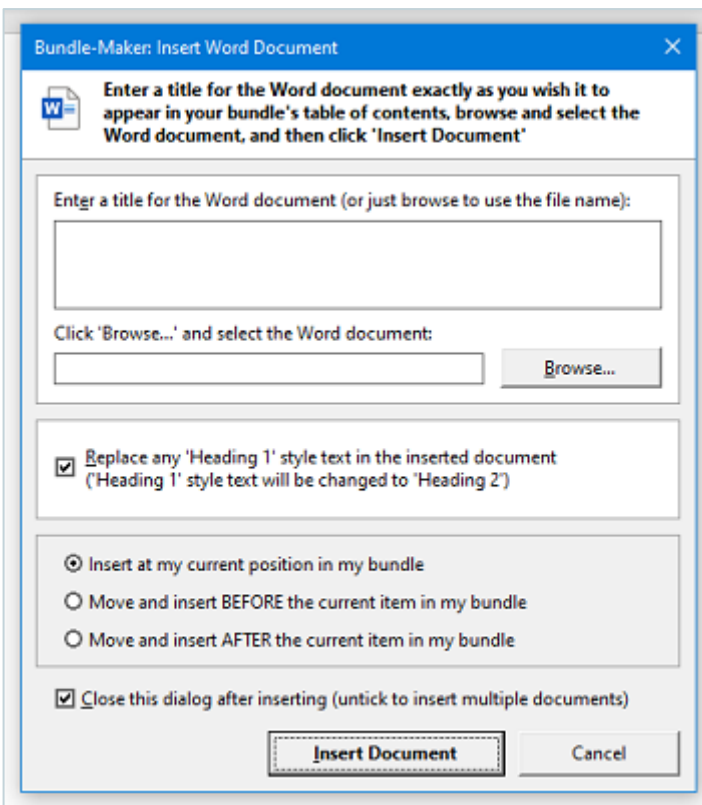 Bundle-Maker: Insert Word Document
Enter a title for the Word document exactly as you wish it to
appear in your bundle's table of contents, browse and select the
Word document, and then click 'Insert Document'
W
Enter a title for the Word document (or just browse to use the file name):
Click 'Browse...' and select the Word document:
Browse...
Replace any 'Heading 1' style text in the inserted document
('Heading 1' style text will be changed to 'Heading 2')
Insert at my current position in my bundle
Move and insert BEFORE the current item in my bundle
Move and insert AFTER the current item in my bundle
Close this dialog after inserting (untick to insert multiple documents)
Insert Document
Cancel